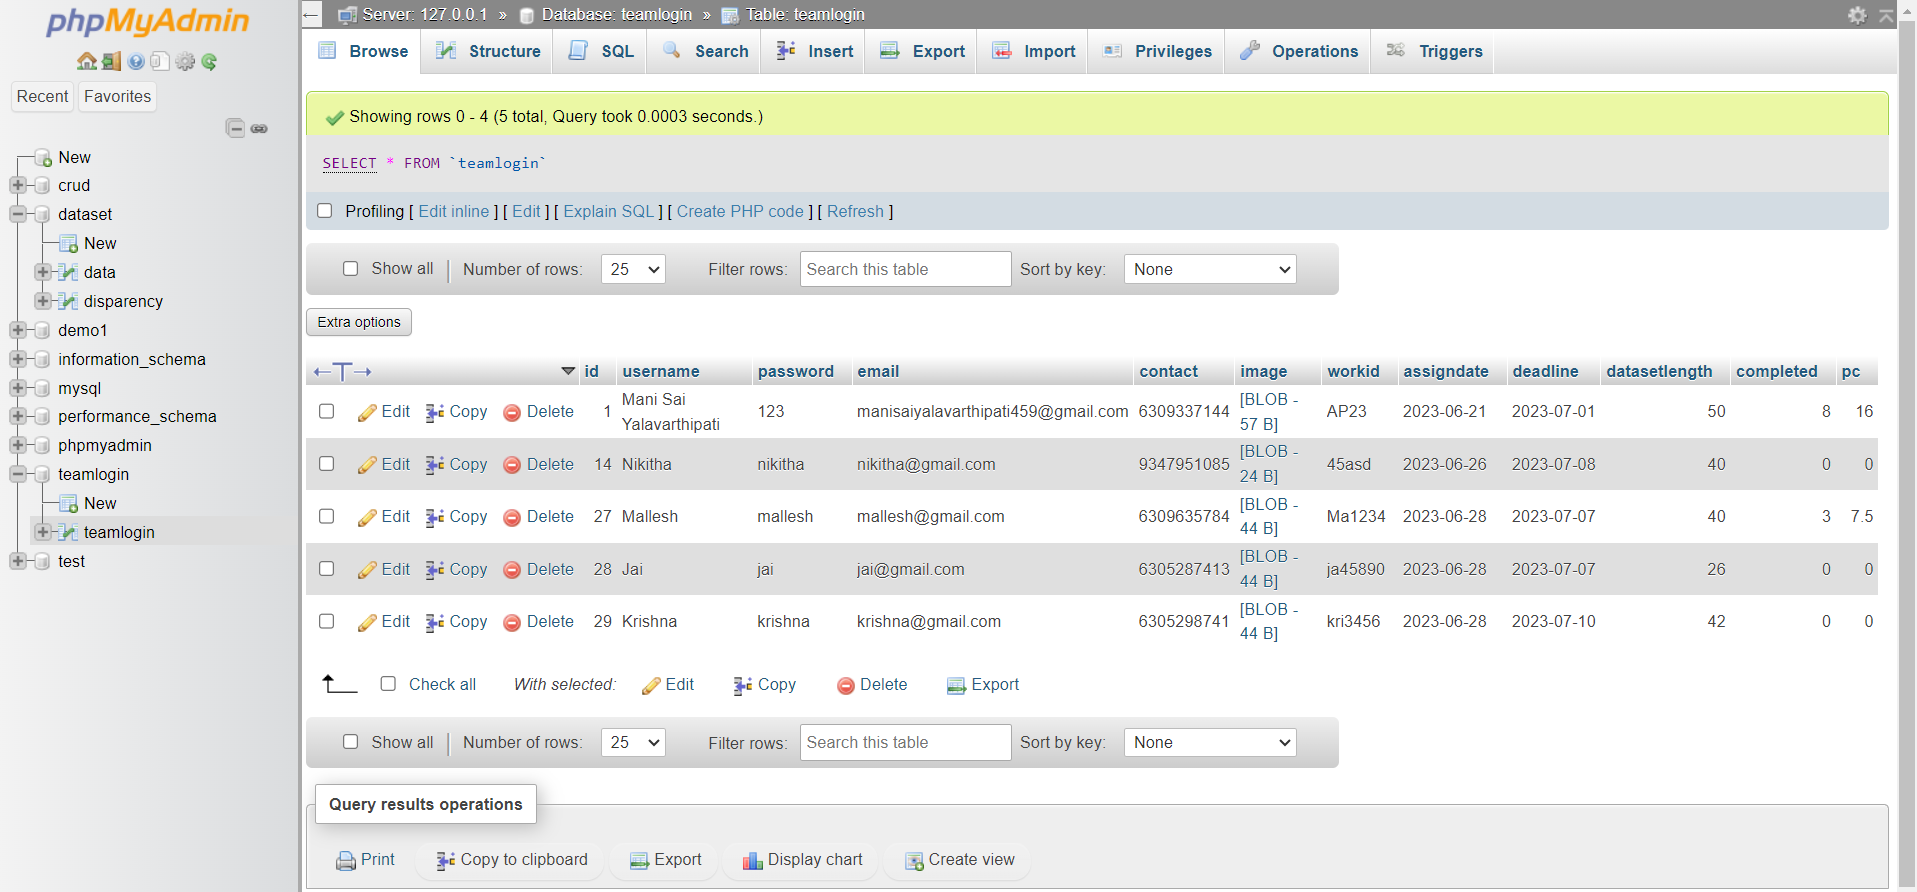 phpMyAdmin
Recent Favorites
New
crud
dataset
New
data
disparency
demo1
information_schema
mysql
performance_schema
phpmyadmin
teamlogin
New
teamlogin
test
Server: 127.0.0.1 » Database: teamlogin » Table: teamlogin
Browse Structure SQL Search Insert Export Import Privileges Operations Triggers
Showing rows 0 - 4 (5 total, Query took 0.0003 seconds.)
SELECT * FROM `teamlogin`
Profiling [ Edit inline ] [ Edit ] [ Explain SQL ] [ Create PHP code ] [ Refresh ]
Show all Number of rows: 25 Filter rows: Search this table Sort by key: None
Extra options
←T→ id username password email contact image workid assigndate deadline datasetlength completed pc
Edit Copy Delete 1 Mani Sai Yalavarthipati 123 manisaiyalavarthipati459@gmail.com 6309337144 [BLOB - 57 B] AP23 2023-06-21 2023-07-01 50 8 16
Edit Copy Delete 14 Nikitha nikitha nikitha@gmail.com 9347951085 [BLOB - 24 B] 45asd 2023-06-26 2023-07-08 40 0 0
Edit Copy Delete 27 Mallesh mallesh mallesh@gmail.com 6309635784 [BLOB - 44 B] Ma1234 2023-06-28 2023-07-07 40 3 7.5
Edit Copy Delete 28 Jai jai jai@gmail.com 6305287413 [BLOB - 44 B] ja45890 2023-06-28 2023-07-07 26 0 0
Edit Copy Delete 29 Krishna krishna krishna@gmail.com 6305298741 [BLOB - 44 B] kri3456 2023-06-28 2023-07-10 42 0 0
Check all With selected: Edit Copy Delete Export
Show all Number of rows: 25 Filter rows: Search this table Sort by key: None
Query results operations
Print Copy to clipboard Export Display chart Create view